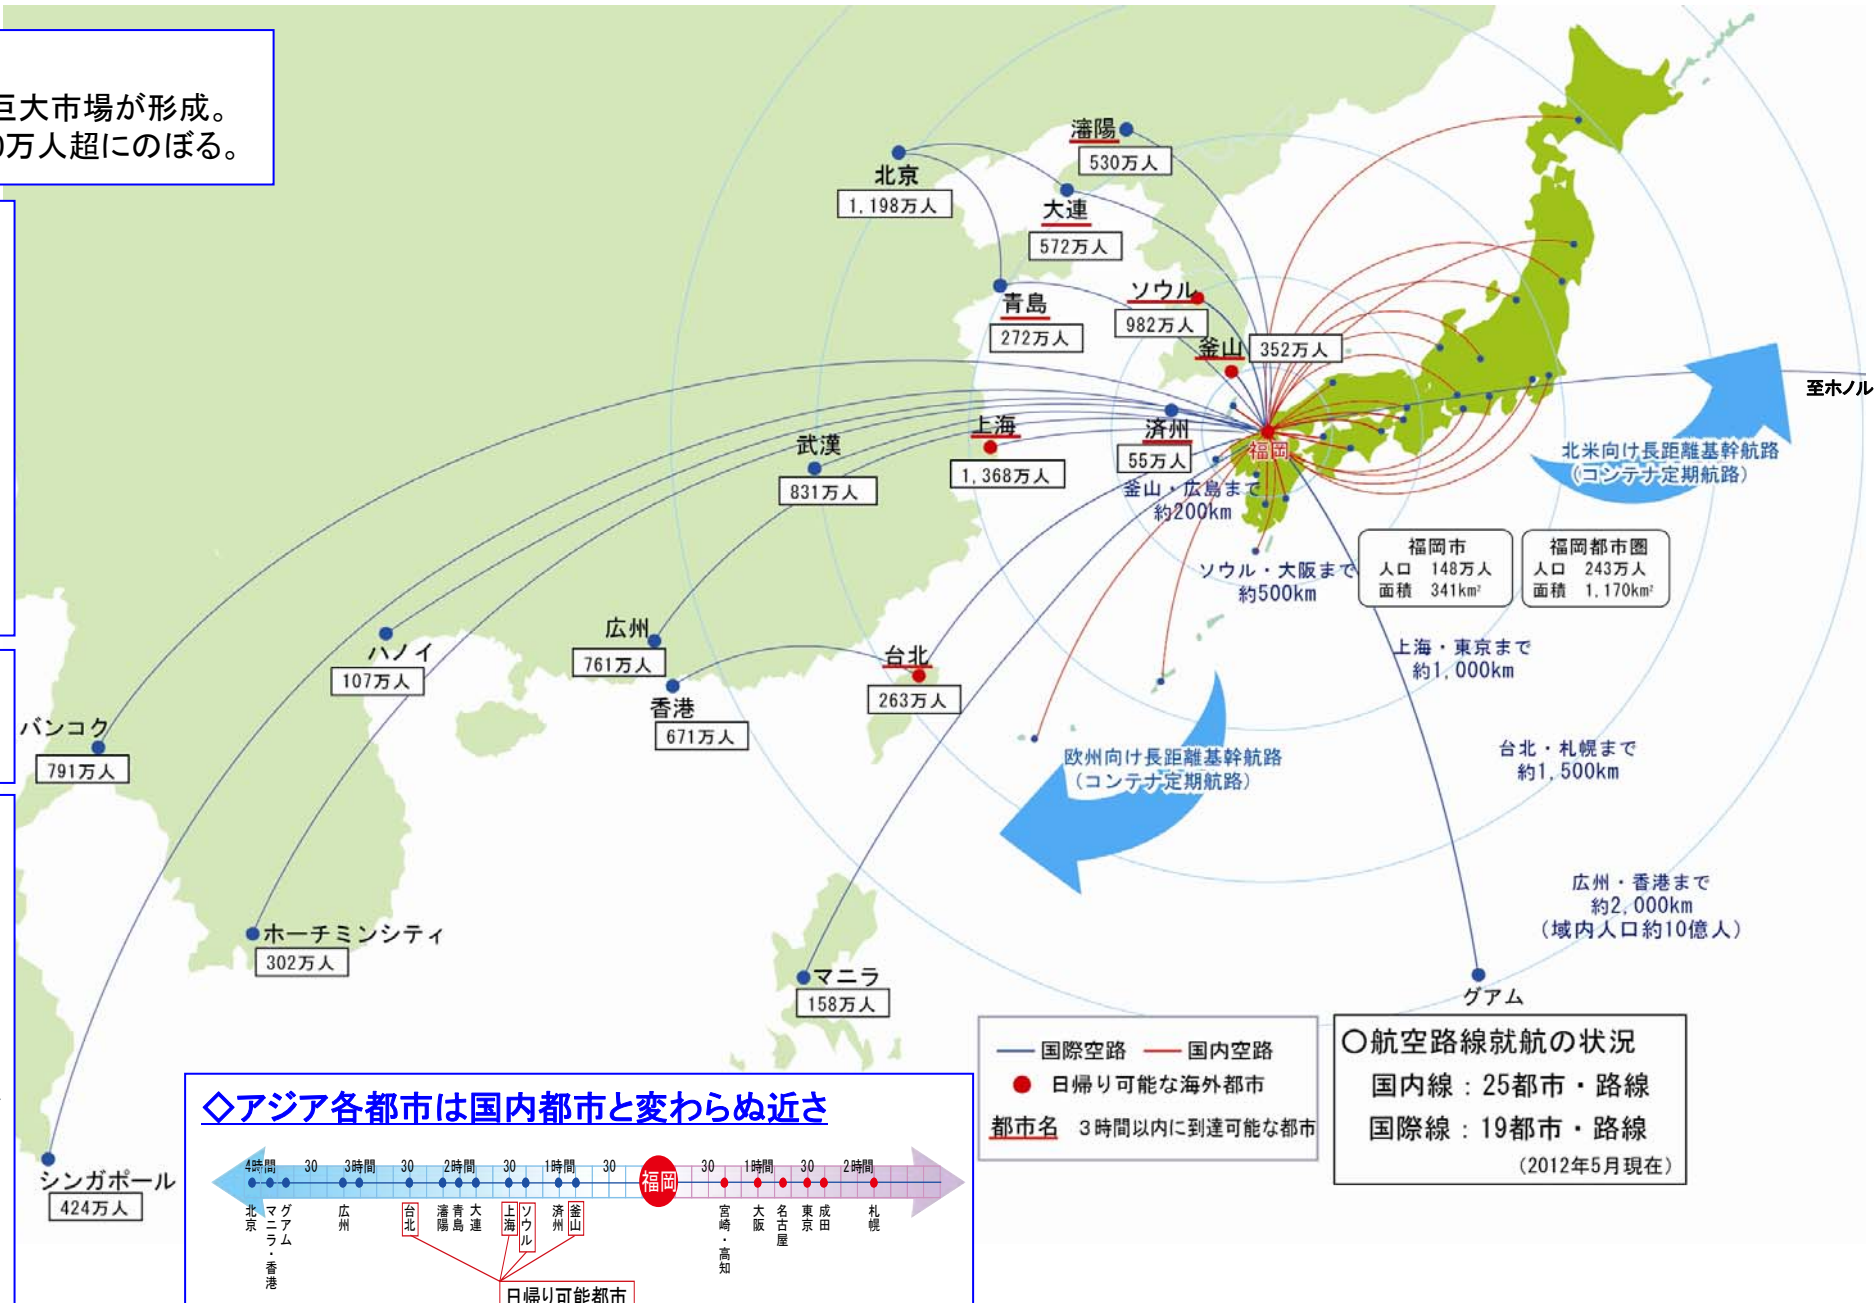 巨大市場が形成。
0万人超にのぼる。
瀋陽
530万人
北京
1,198万人
大連
572万人
青島
272万人
ソウル
982万人
釜山
352万人
至ホノル
武漢
831万人
上海
1,368万人
済州
55万人
福岡
釜山・広島まで
約200km
北米向け長距離基幹航路
(コンテナ定期航路)
ソウル・大阪まで
約500km
福岡市
人口 148万人
面積 341km²
福岡都市圏
人口 243万人
面積 1,170km²
ハノイ
107万人
広州
761万人
香港
671万人
台北
263万人
上海・東京まで
約1,000km
バンコク
791万人
欧州向け長距離基幹航路
(コンテナ定期航路)
台北・札幌まで
約1,500km
広州・香港まで
約2,000km
(域内人口約10億人)
ホーチミンシティ
302万人
マニラ
158万人
グアム
シンガポール
424万人
国際空路 国内空路
日帰り可能な海外都市
都市名 3時間以内に到達可能な都市
〇航空路線就航の状況
国内線:25都市・路線
国際線:19都市・路線
(2012年5月現在)
◇アジア各都市は国内都市と変わらぬ近さ
4時間 30 3時間 30 2時間 30 1時間 30 福岡 30 1時間 30 2時間
北京
マニラ・香港
グアム
広州
台北
瀋陽
青島
大連
上海
ソウル
済州
釜山
宮崎・高知
大阪
名古屋
東京
成田
札幌
日帰り可能都市